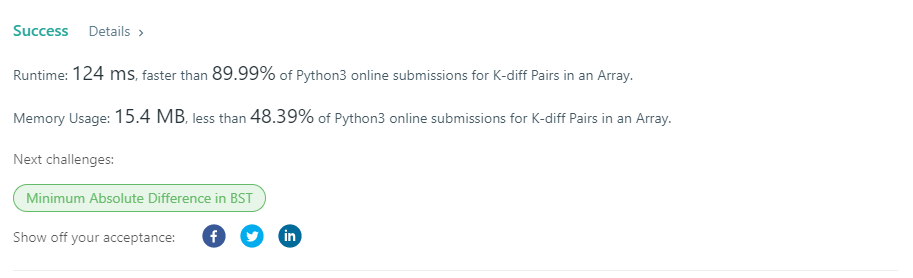 Success Details >
Runtime: 124 ms, faster than 89.99% of Python3 online submissions for K-diff Pairs in an Array.
Memory Usage: 15.4 MB, less than 48.39% of Python3 online submissions for K-diff Pairs in an Array.
Next challenges:
Minimum Absolute Difference in BST
Show off your acceptance: